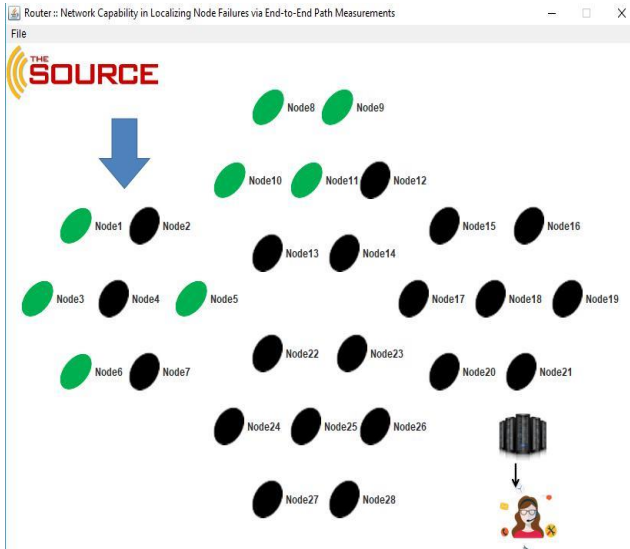 Router :: Network Capability in Localizing Node Failures via End-to-End Path Measurements
File
THE
SOURCE
Node8 Node9
Node10 Node11 Node12
Node1 Node2 Node15 Node16
Node13 Node14
Node3 Node4 Node5 Node17 Node18 Node19
Node22 Node23
Node6 Node7 Node20 Node21
Node24 Node25 Node26
Node27 Node28